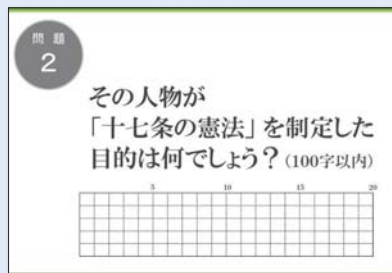 問題
2
その人物が
「十七条の憲法」を制定した
目的は何でしょう？(100字以内)
5 10 15 20